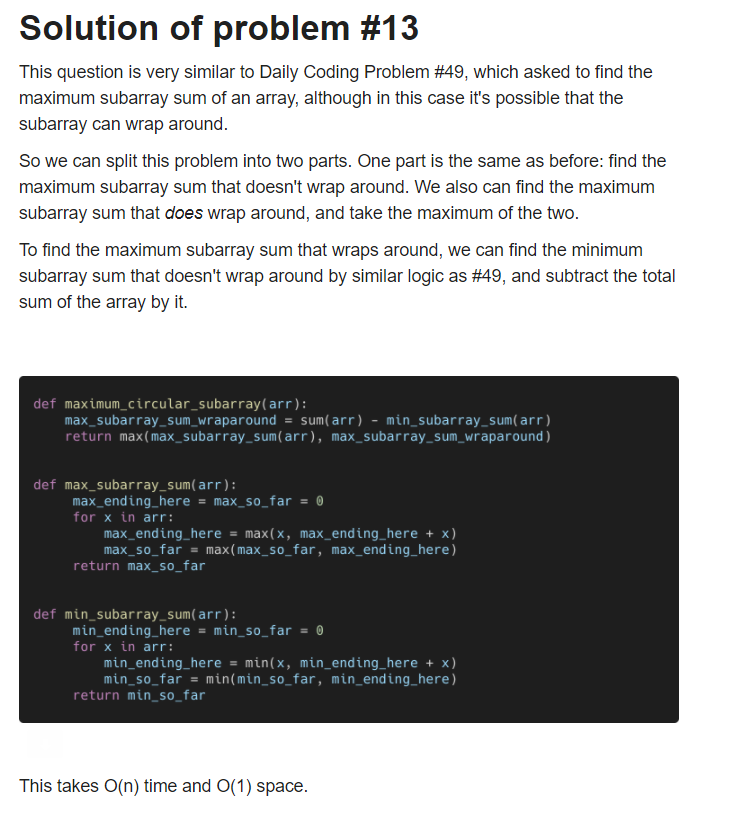 Solution of problem #13
This question is very similar to Daily Coding Problem #49, which asked to find the
maximum subarray sum of an array, although in this case it's possible that the
subarray can wrap around.
So we can split this problem into two parts. One part is the same as before: find the
maximum subarray sum that doesn't wrap around. We also can find the maximum
subarray sum that does wrap around, and take the maximum of the two.
To find the maximum subarray sum that wraps around, we can find the minimum
subarray sum that doesn't wrap around by similar logic as #49, and subtract the total
sum of the array by it.
def maximum_circular_subarray(arr):
    max_subarray_sum_wraparound = sum(arr) - min_subarray_sum(arr)
    return max(max_subarray_sum(arr), max_subarray_sum_wraparound)
def max_subarray_sum(arr):
     max_ending_here = max_so_far = 0
     for x in arr:
         max_ending_here = max(x, max_ending_here + x)
         max_so_far = max(max_so_far, max_ending_here)
     return max_so_far
def min_subarray_sum(arr):
     min_ending_here = min_so_far = 0
     for x in arr:
         min_ending_here = min(x, min_ending_here + x)
         min_so_far = min(min_so_far, min_ending_here)
     return min_so_far
This takes O(n) time and O(1) space.